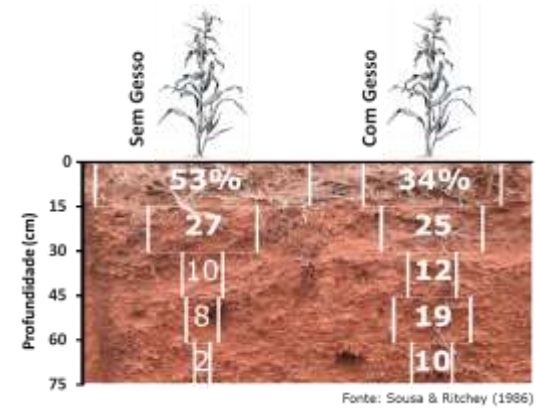 Sem Gesso
Com Gesso
Profundidade (cm)
0
15
30
45
60
75
53% 34%
27 25
10 12
8 19
2 10
Fonte: Sousa & Ritchey (1986)